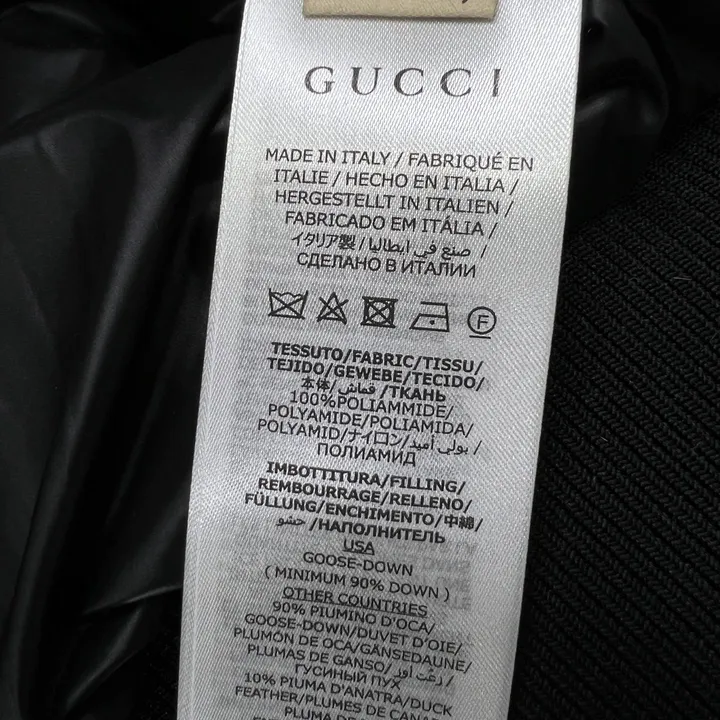 GUCCI
MADE IN ITALY / FABRIQUÉ EN
ITALIE / HECHO EN ITALIA /
HERGESTELLT IN ITALIEN /
FABRICADO EM ITÁLIA /
イタリア製 / صنع في ايطاليا /
СДЕЛАНО В ИТАЛИИ
F
TESSUTO/FABRIC/TISSU/
TEJIDO/GEWEBE/TECIDO/
本体/ قماش /ТКАНЬ
100%POLIAMMIDE/
POLYAMIDE/POLIAMIDA/
POLYAMID/ナイロン/بولي أميد /
ПОЛИАМИД
IMBOTTITURA/FILLING/
REMBOURRAGE/RELLENO/
FÜLLUNG/ENCHIMENTO/中綿/
حشو /НАПОЛНИТЕЛЬ
USA
GOOSE-DOWN
( MINIMUM 90% DOWN )
OTHER COUNTRIES
90% PIUMINO D'OCA/
GOOSE-DOWN/DUVET D'OIE/
PLUMÓN DE OCA/GÄNSEDAUNE/
PLUMAS DE GANSO/ زغب أوز /
ГУСИНЫЙ ПУХ
10% PIUMA D'ANATRA/DUCK
FEATHER/PLUMES DE CANA
PLUMA DE